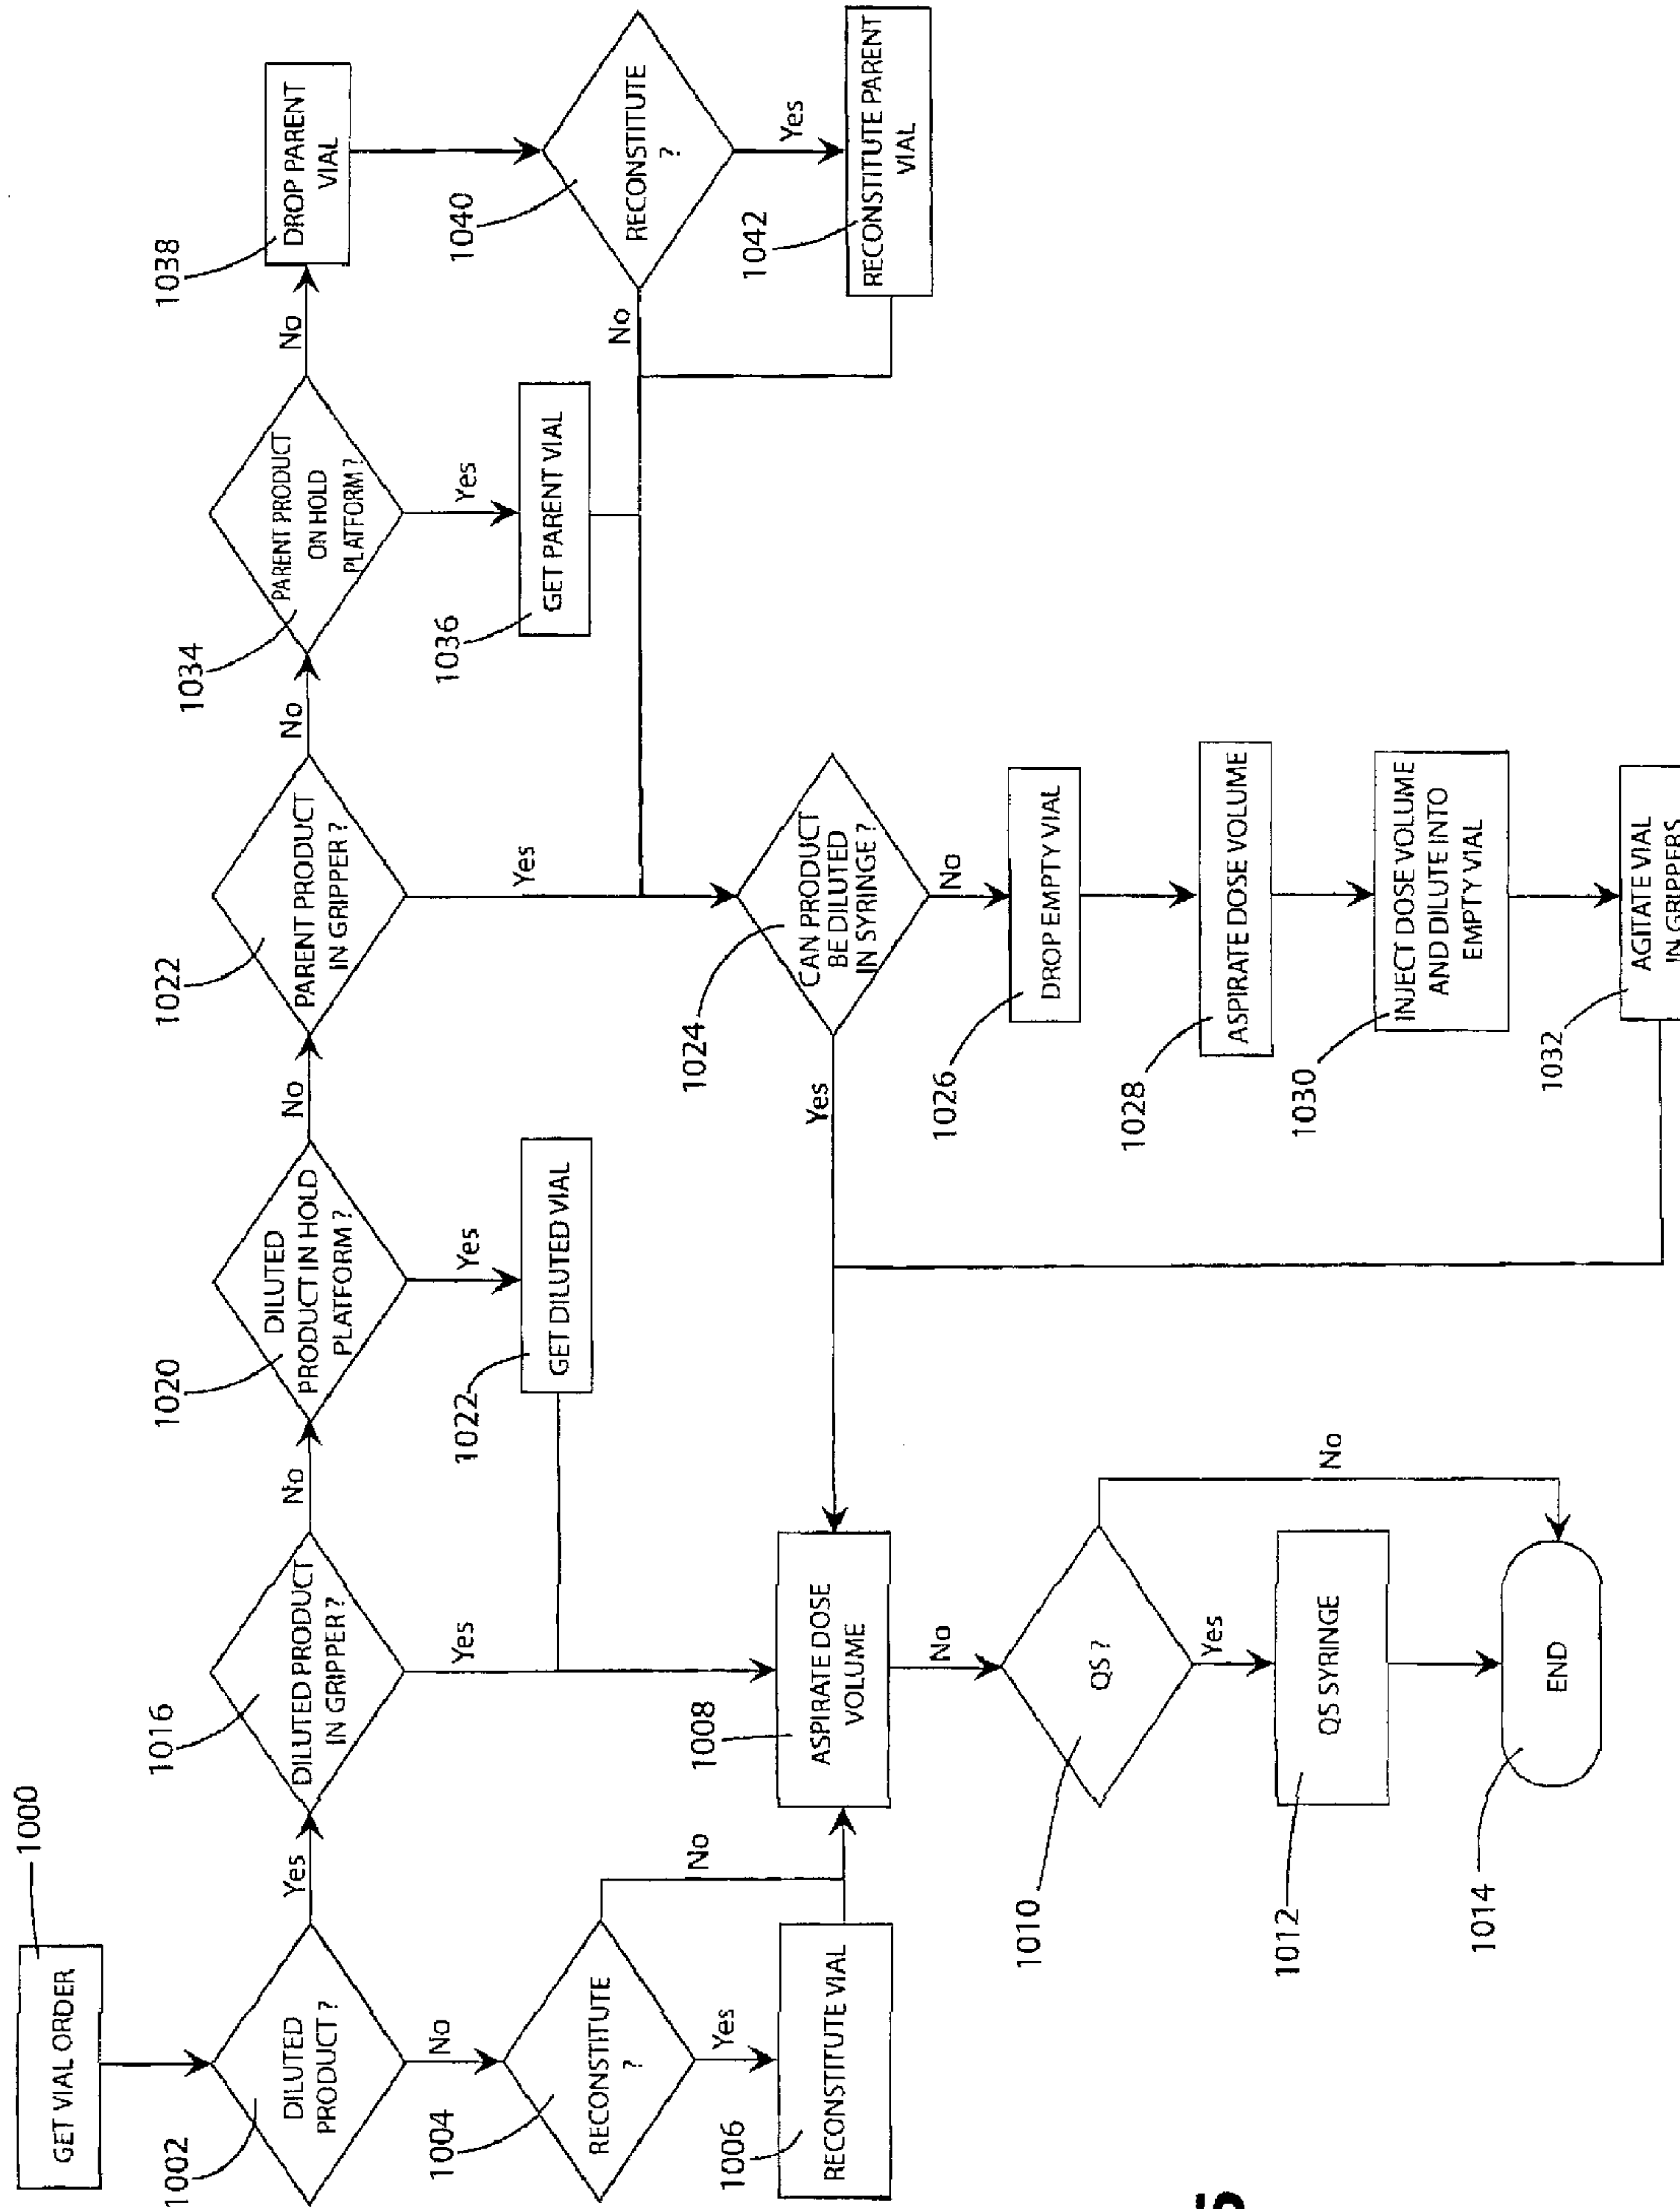 1000
GET VIAL ORDER
1002
DILUTED
PRODUCT ?
Yes
No
1004
RECONSTITUTE
?
No
Yes
1006
RECONSTITUTE VIAL
1016
DILUTED PRODUCT
IN GRIPPER ?
No
Yes
1020
DILUTED
PRODUCT IN HOLD
PLATFORM ?
No
Yes
1022
GET DILUTED VIAL
1022
PARENT PRODUCT
IN GRIPPER ?
No
Yes
1034
PARENT PRODUCT
ON HOLD
PLATFORM ?
No
Yes
1036
GET PARENT VIAL
1038
DROP PARENT
VIAL
1040
RECONSTITUTE
?
No
Yes
1042
RECONSTITUTE PARENT
VIAL
1024
CAN PRODUCT
BE DILUTED
IN SYRINGE ?
Yes
No
1026
DROP EMPTY VIAL
1028
ASPIRATE DOSE VOLUME
1030
INJECT DOSE VOLUME
AND DILUTE INTO
EMPTY VIAL
1032
AGITATE VIAL
IN GRIPPERS
1008
ASPIRATE DOSE
VOLUME
No
1010
QS ?
No
Yes
1012
QS SYRINGE
1014
END
5